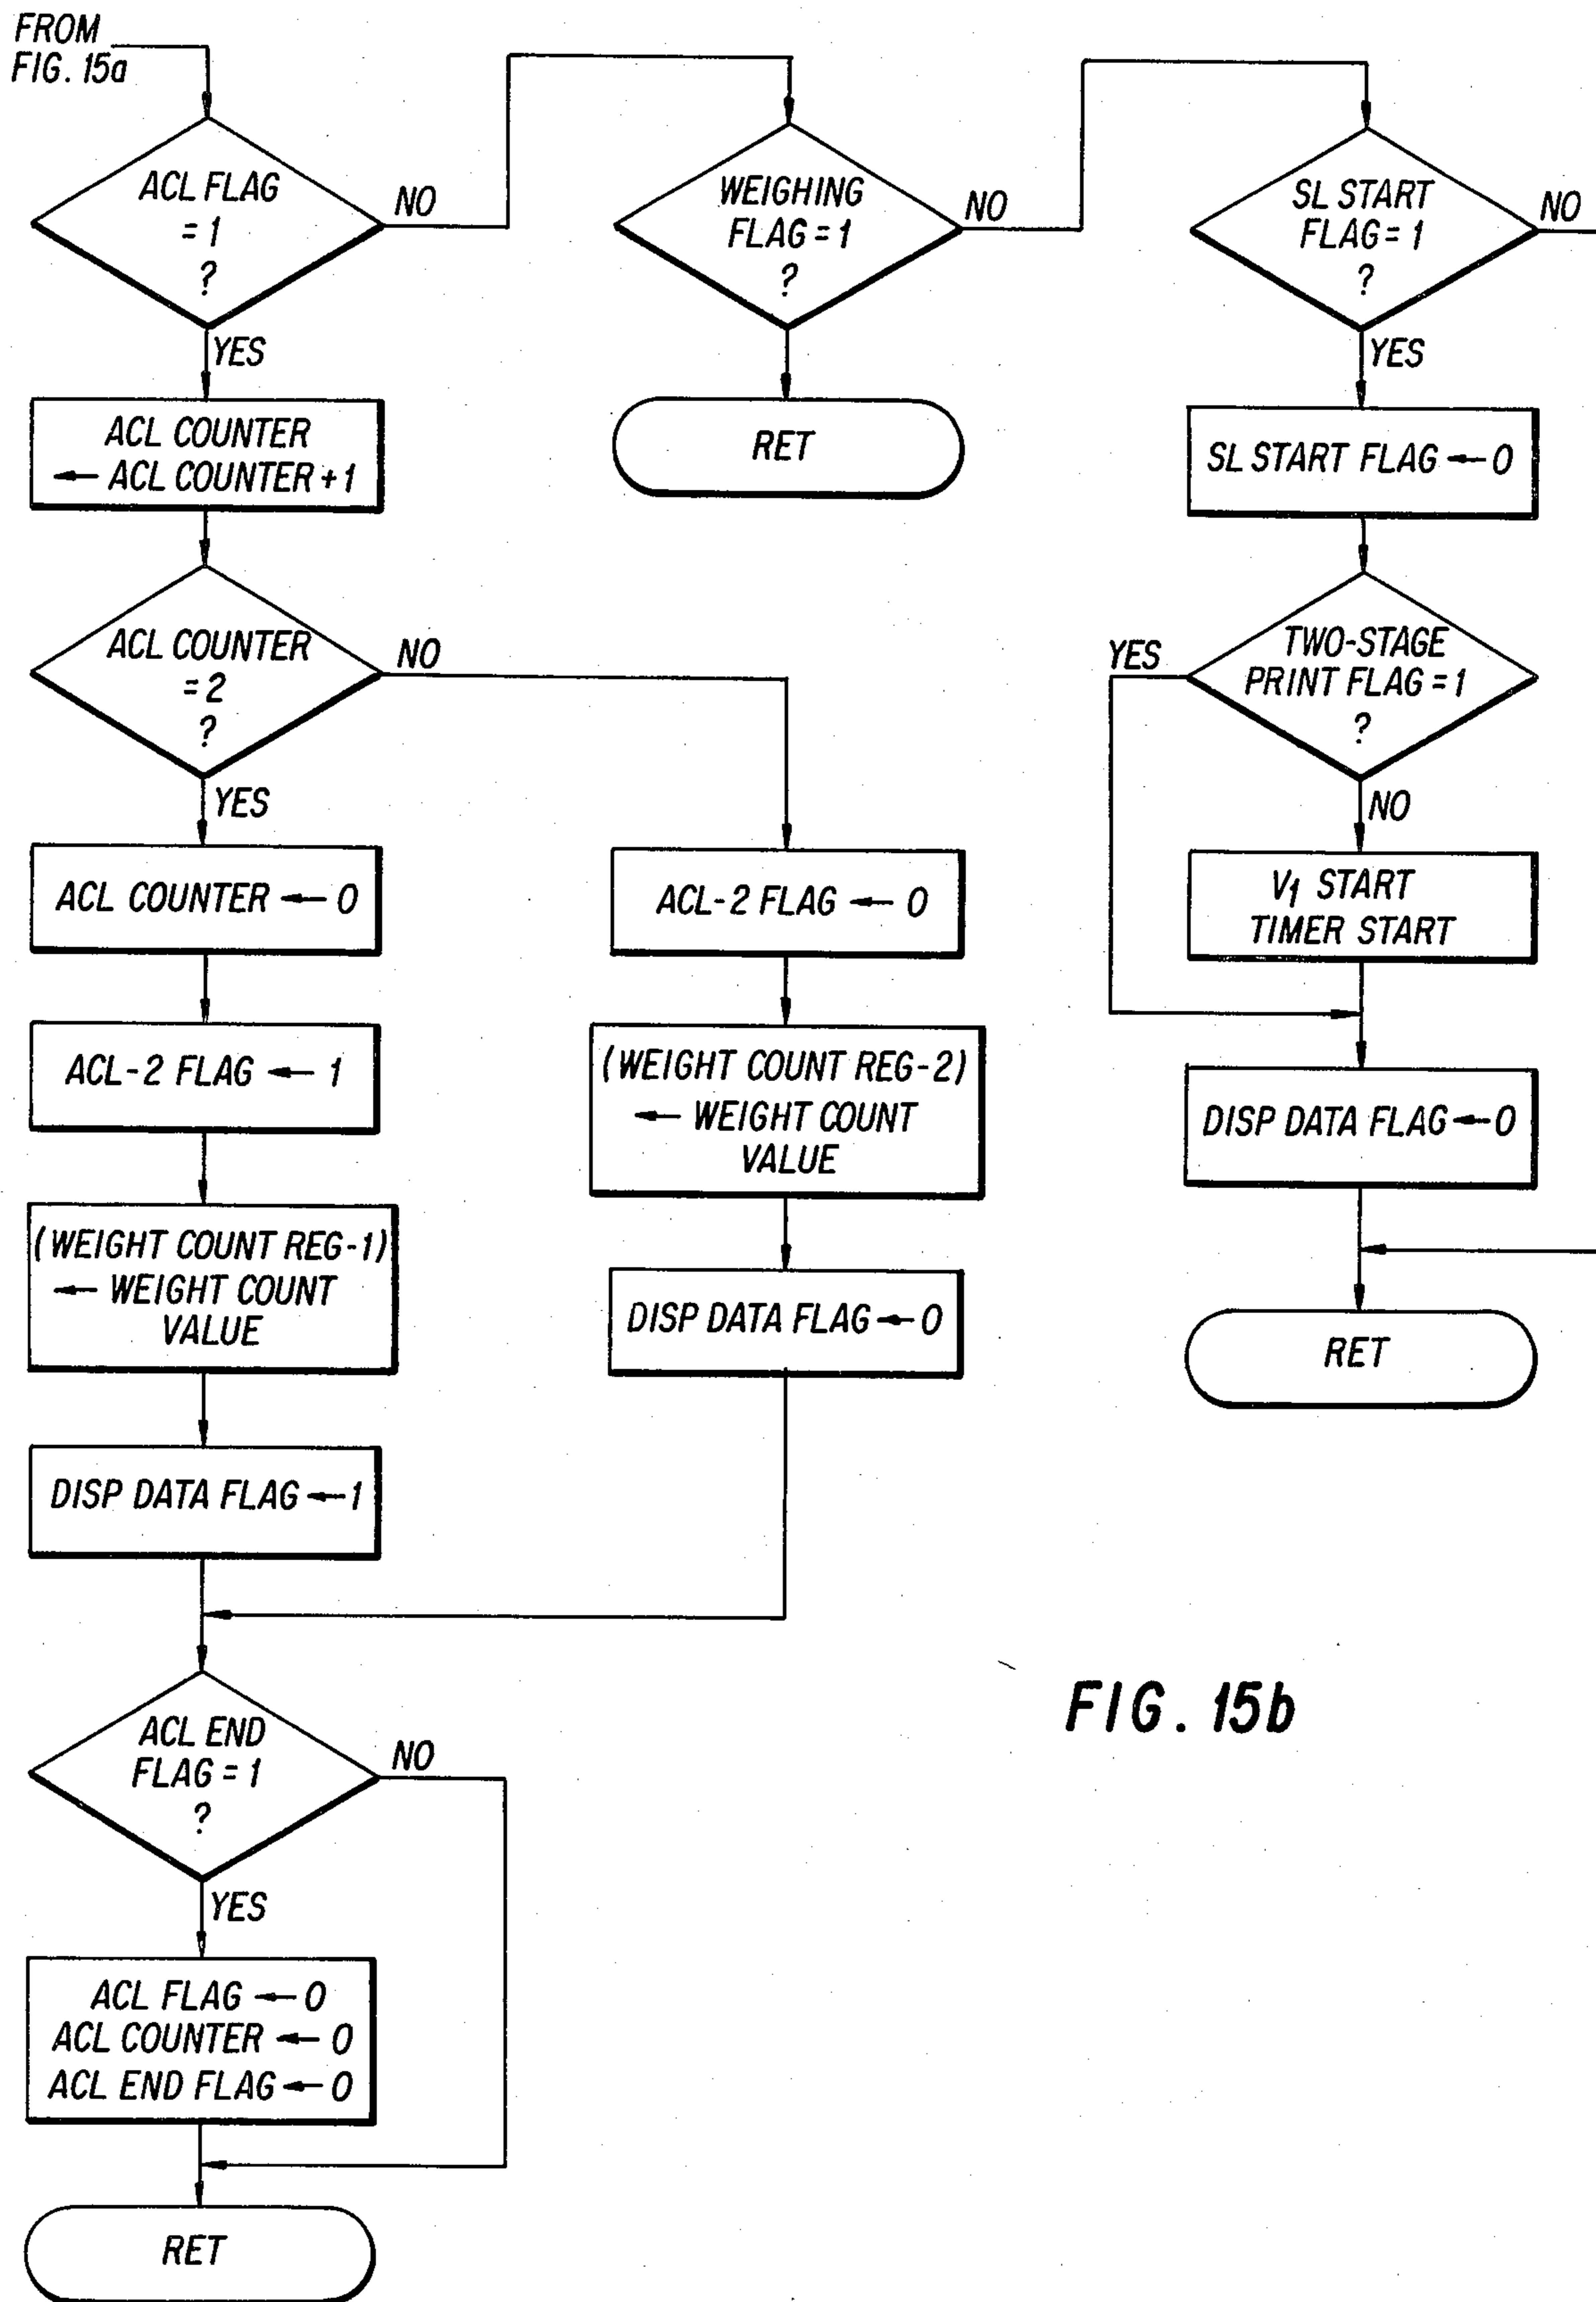 FROM
FIG. 15a
ACL FLAG
= 1
?
NO
YES
ACL COUNTER
← ACL COUNTER + 1
ACL COUNTER
= 2
?
NO
YES
ACL COUNTER ← 0
ACL-2 FLAG ← 1
(WEIGHT COUNT REG-1)
← WEIGHT COUNT
VALUE
DISP DATA FLAG ← 1
ACL-2 FLAG ← 0
(WEIGHT COUNT REG-2)
← WEIGHT COUNT
VALUE
DISP DATA FLAG ← 0
ACL END
FLAG = 1
?
NO
YES
ACL FLAG ← 0
ACL COUNTER ← 0
ACL END FLAG ← 0
RET
WEIGHING
FLAG = 1
?
NO
RET
SL START
FLAG = 1
?
NO
YES
SL START FLAG ← 0
TWO-STAGE
PRINT FLAG = 1
?
YES
NO
V1 START
TIMER START
DISP DATA FLAG ← 0
RET
FIG. 15b